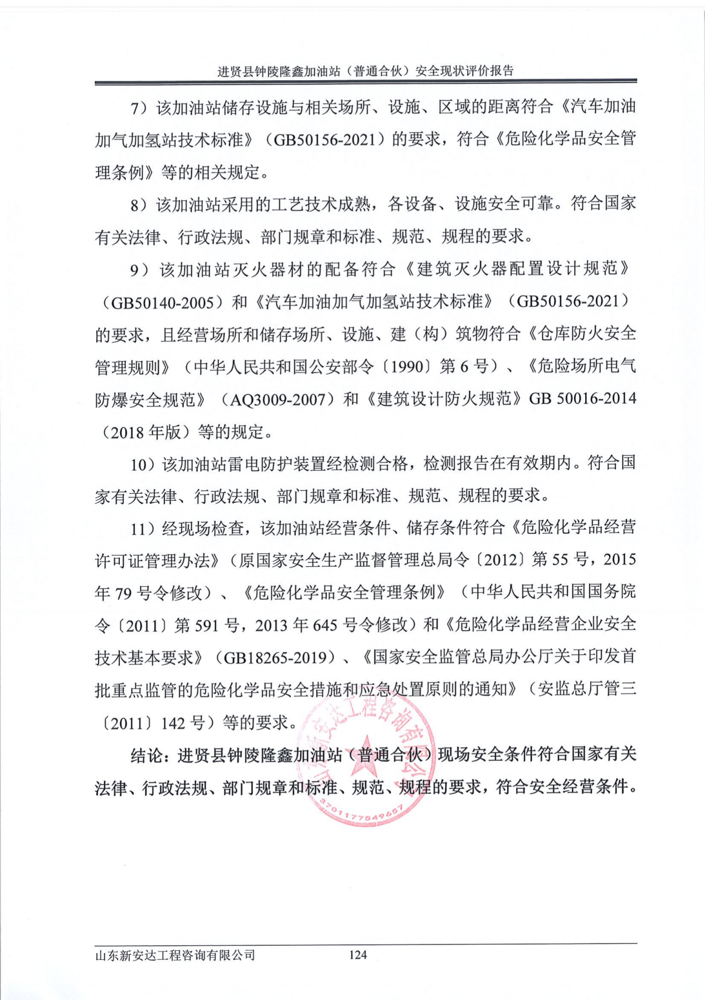 进贤县钟陵隆鑫加油站（普通合伙）安全现状评价报告
7）该加油站储存设施与相关场所、设施、区域的距离符合《汽车加油
加气加氢站技术标准》（GB50156-2021）的要求，符合《危险化学品安全管
理条例》等的相关规定。
8）该加油站采用的工艺技术成熟，各设备、设施安全可靠。符合国家
有关法律、行政法规、部门规章和标准、规范、规程的要求。
9）该加油站灭火器材的配备符合《建筑灭火器配置设计规范》
（GB50140-2005）和《汽车加油加气加氢站技术标准》（GB50156-2021）
的要求，且经营场所和储存场所、设施、建（构）筑物符合《仓库防火安全
管理规则》（中华人民共和国公安部令〔1990〕第 6 号）、《危险场所电气
防爆安全规范》（AQ3009-2007）和《建筑设计防火规范》GB 50016-2014
（2018 年版）等的规定。
10）该加油站雷电防护装置经检测合格，检测报告在有效期内。符合国
家有关法律、行政法规、部门规章和标准、规范、规程的要求。
11）经现场检查，该加油站经营条件、储存条件符合《危险化学品经营
许可证管理办法》（原国家安全生产监督管理总局令〔2012〕第 55 号，2015
年 79 号令修改）、《危险化学品安全管理条例》（中华人民共和国国务院
令〔2011〕第 591 号，2013 年 645 号令修改）和《危险化学品经营企业安全
技术基本要求》（GB18265-2019）、《国家安全监管总局办公厅关于印发首
批重点监管的危险化学品安全措施和应急处置原则的通知》（安监总厅管三
〔2011〕142 号）等的要求。
结论：进贤县钟陵隆鑫加油站（普通合伙）现场安全条件符合国家有关
法律、行政法规、部门规章和标准、规范、规程的要求，符合安全经营条件。
山东新安达工程咨询有限公司
3701177549657
山东新安达工程咨询有限公司 124